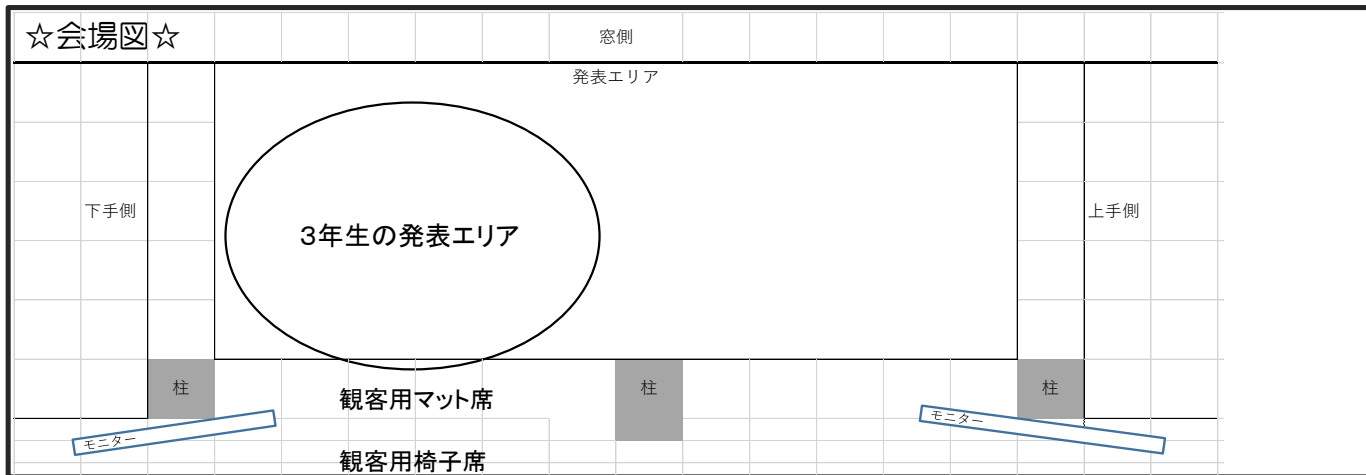 ☆会場図☆
窓側
発表エリア
下手側
3年生の発表エリア
上手側
柱
観客用マット席
柱
柱
モニター
モニター
観客用椅子席